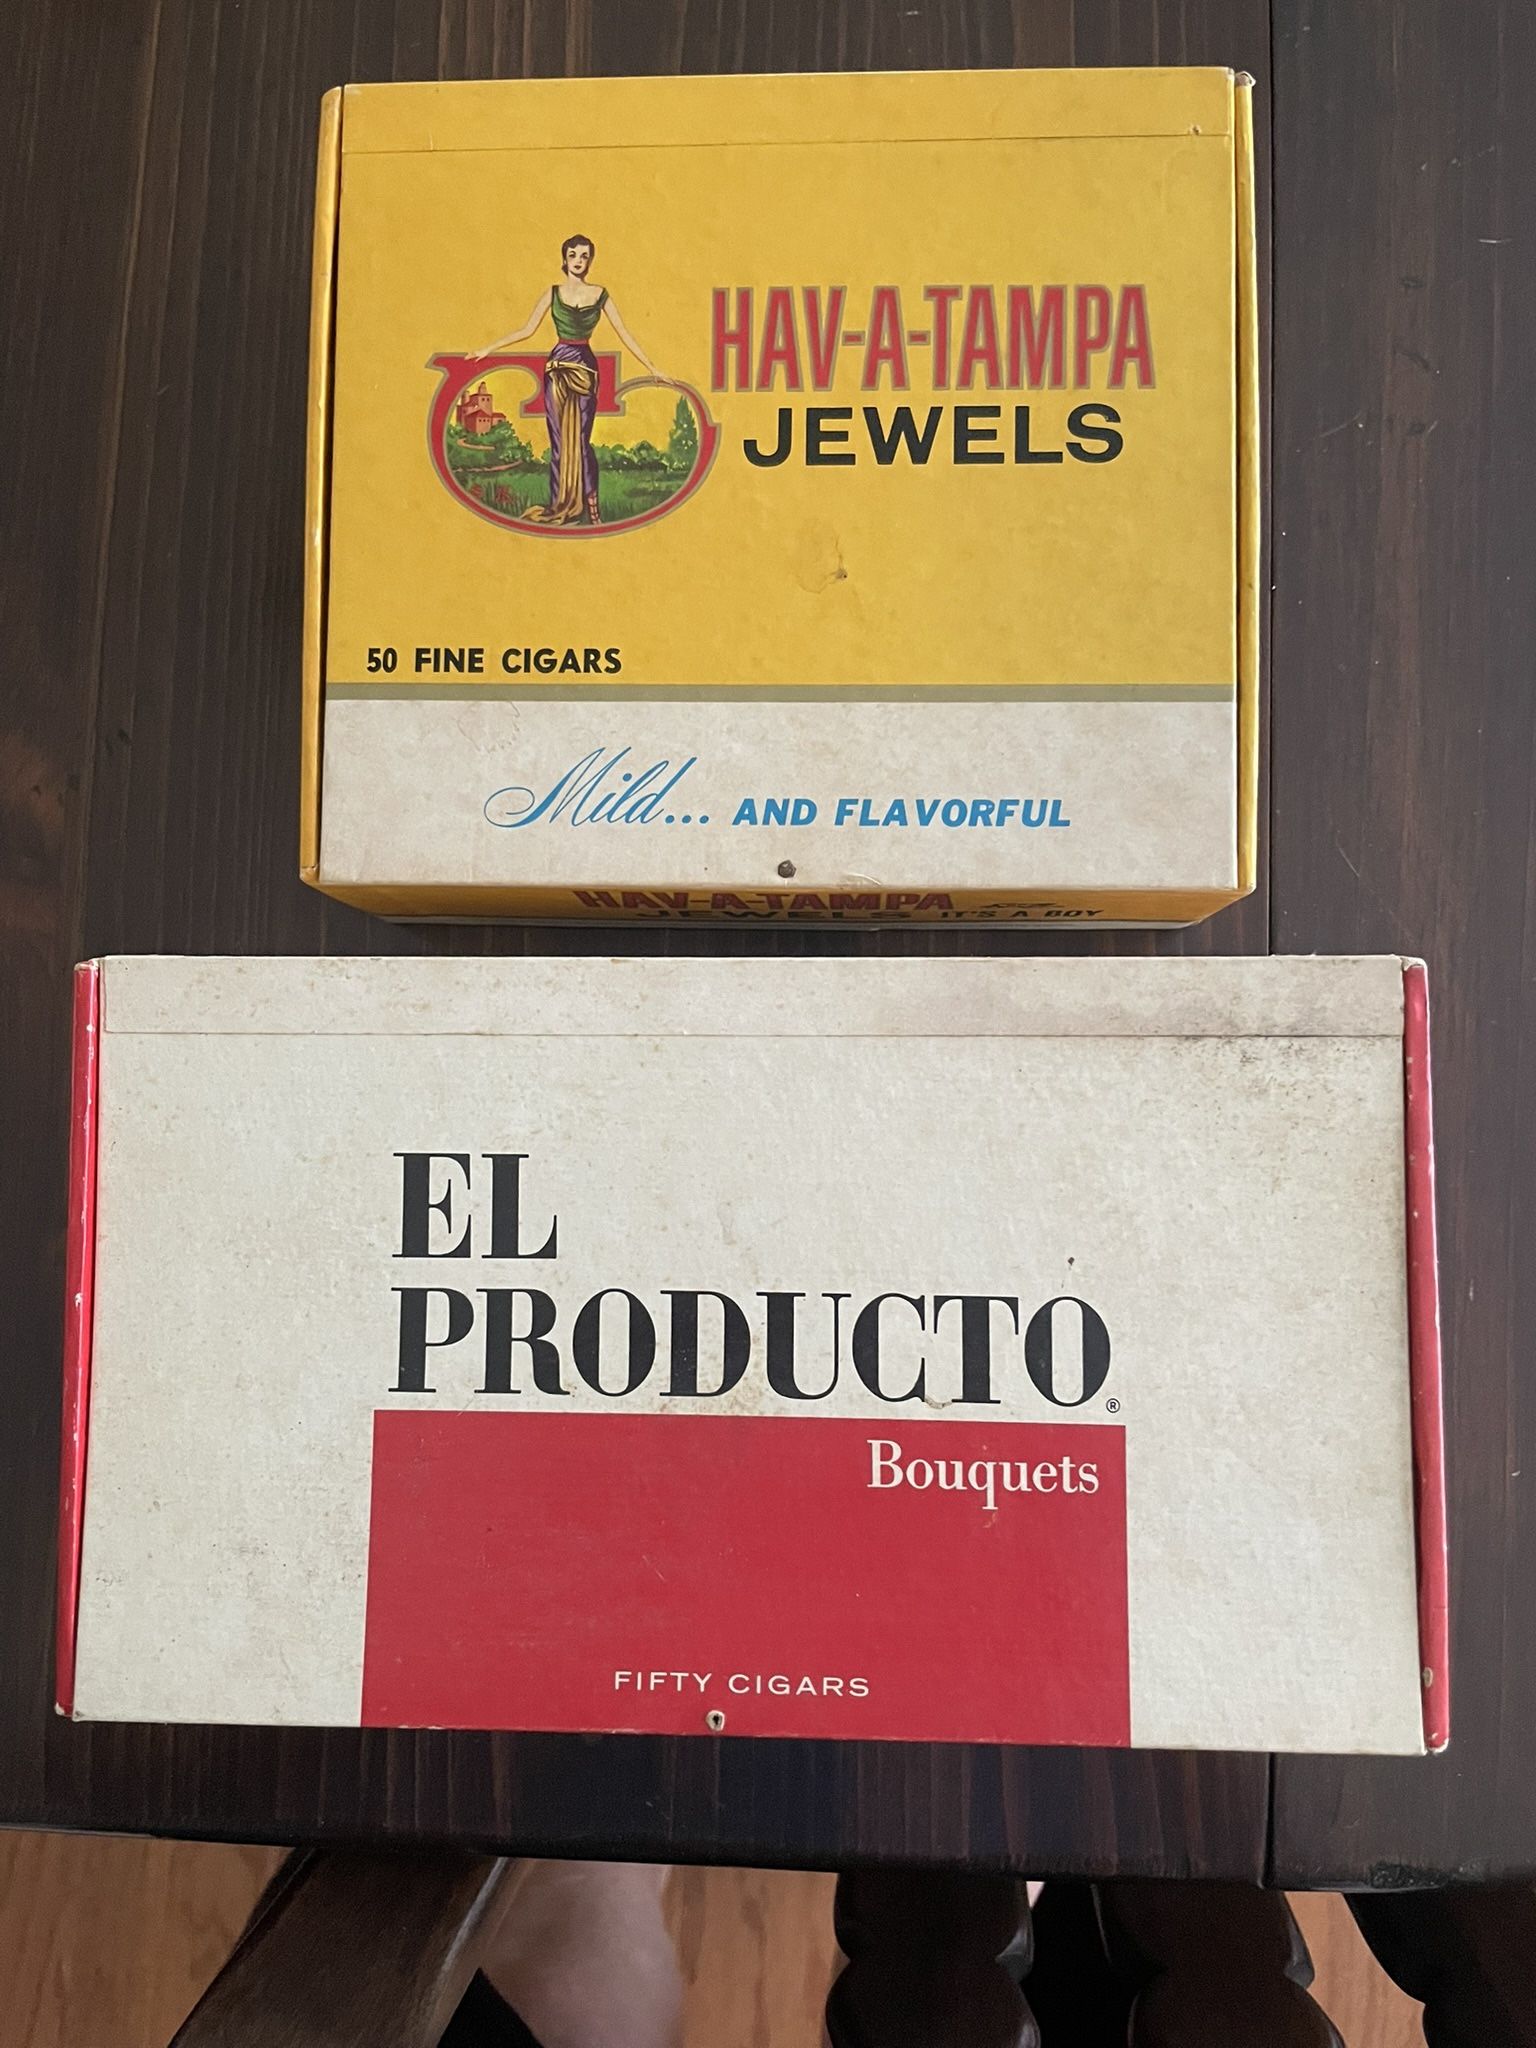 HAV-A-TAMPA
JEWELS
50 FINE CIGARS
Mild... AND FLAVORFUL
HAV-A-TAMPA
JEWELS IT'S A BOY
EL
PRODUCTO®
Bouquets
FIFTY CIGARS